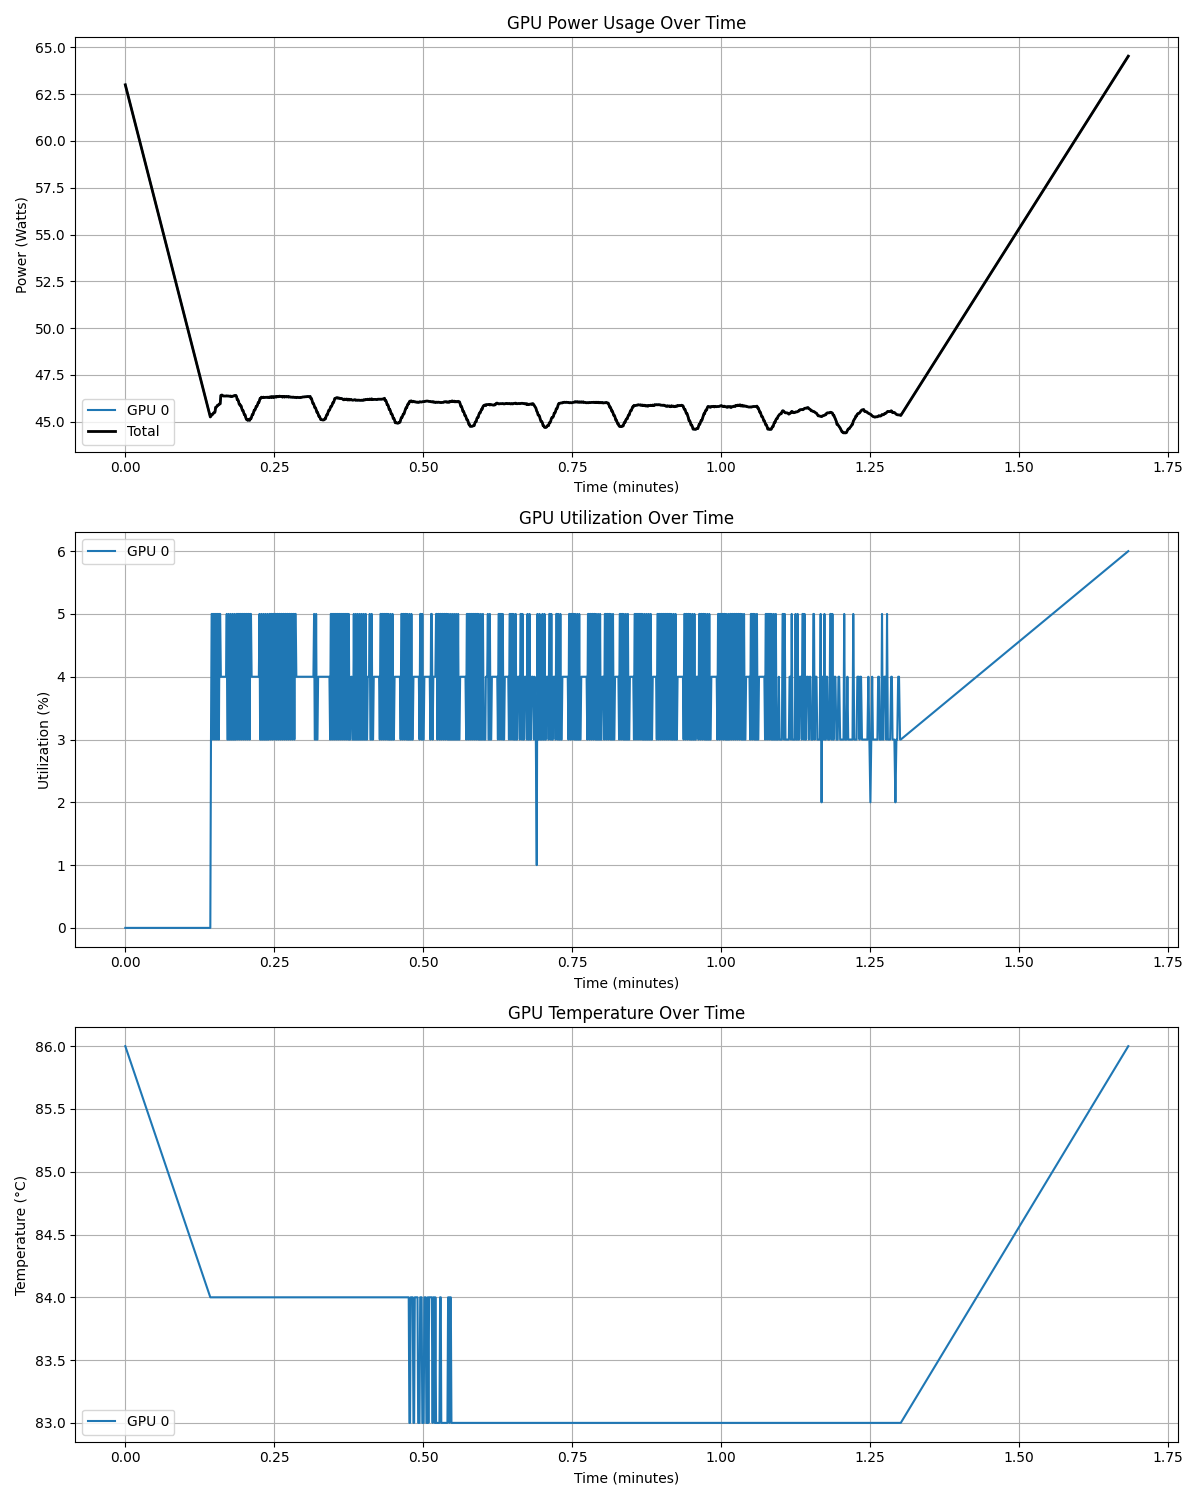 GPU Power Usage Over Time
65.0
62.5
60.0
57.5
55.0
52.5
50.0
47.5
45.0
Power (Watts)
GPU 0
Total
0.00 0.25 0.50 0.75 1.00 1.25 1.50 1.75
Time (minutes)
GPU Utilization Over Time
6
5
4
3
2
1
0
Utilization (%)
GPU 0
0.00 0.25 0.50 0.75 1.00 1.25 1.50 1.75
Time (minutes)
GPU Temperature Over Time
86.0
85.5
85.0
84.5
84.0
83.5
83.0
Temperature (°C)
GPU 0
0.00 0.25 0.50 0.75 1.00 1.25 1.50 1.75
Time (minutes)